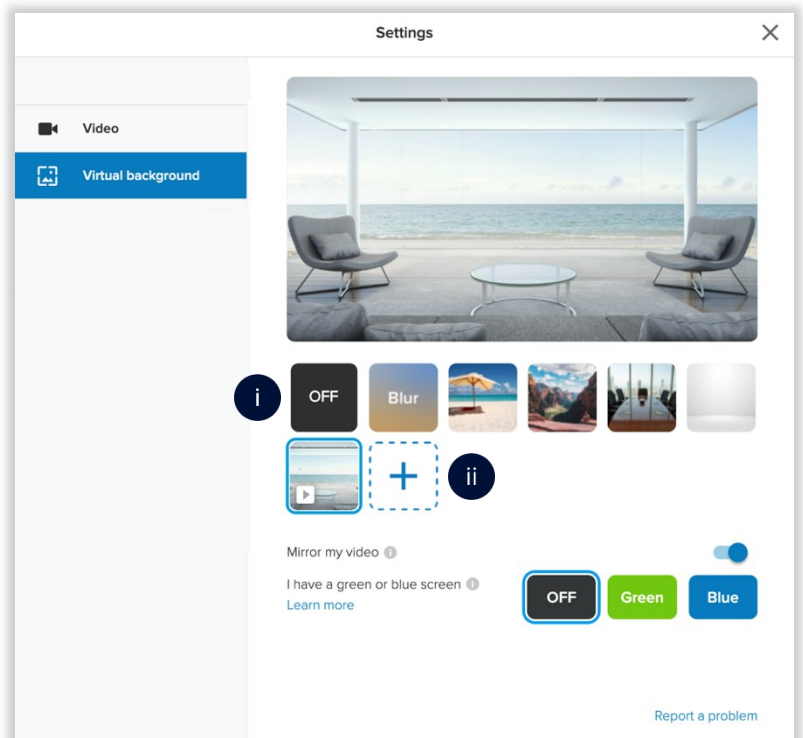 Settings
Video
Virtual background
i
OFF
Blur
ii
Mirror my video
I have a green or blue screen
Learn more
OFF
Green
Blue
Report a problem